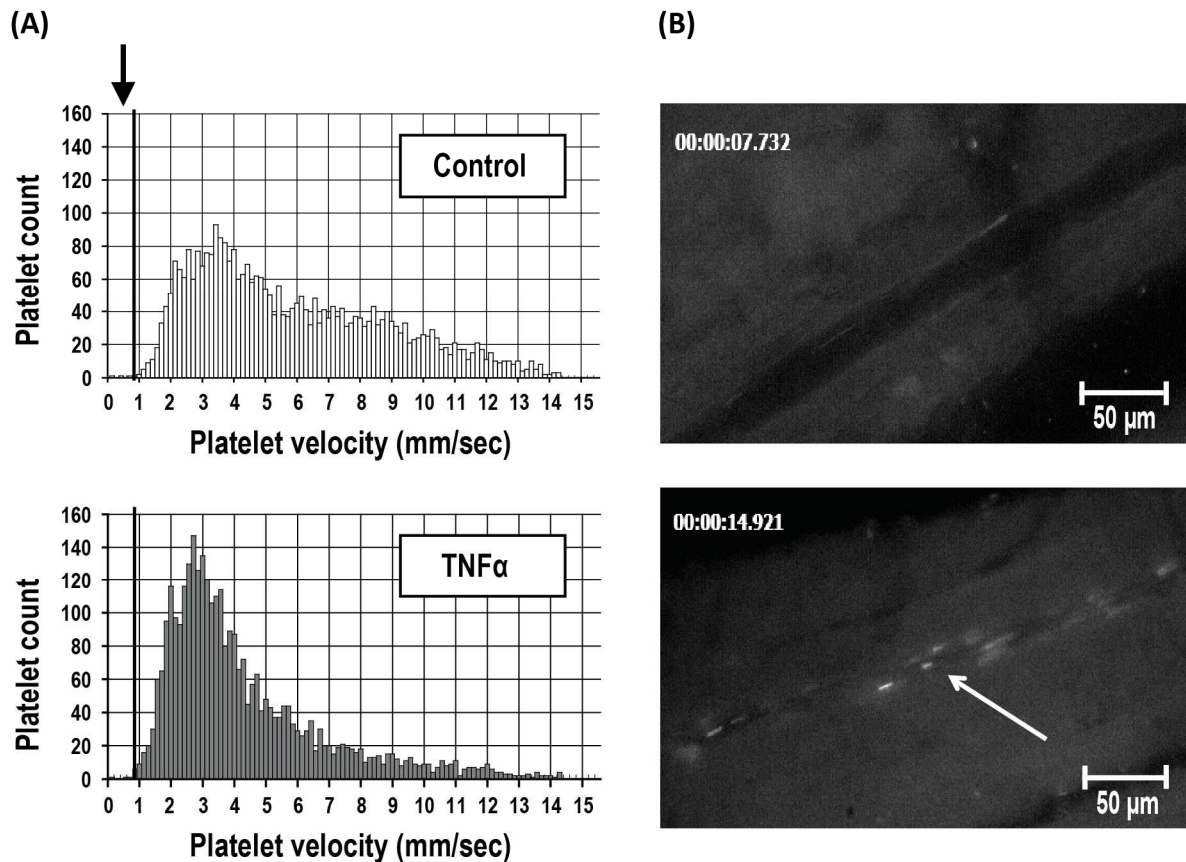 (A)
160
140
120
100
80
60
40
20
0
Platelet count
Control
0 1 2 3 4 5 6 7 8 9 10 11 12 13 14 15
Platelet velocity (mm/sec)
160
140
120
100
80
60
40
20
0
Platelet count
TNFα
0 1 2 3 4 5 6 7 8 9 10 11 12 13 14 15
Platelet velocity (mm/sec)
(B)
00:00:07.732
50 µm
00:00:14.921
50 µm